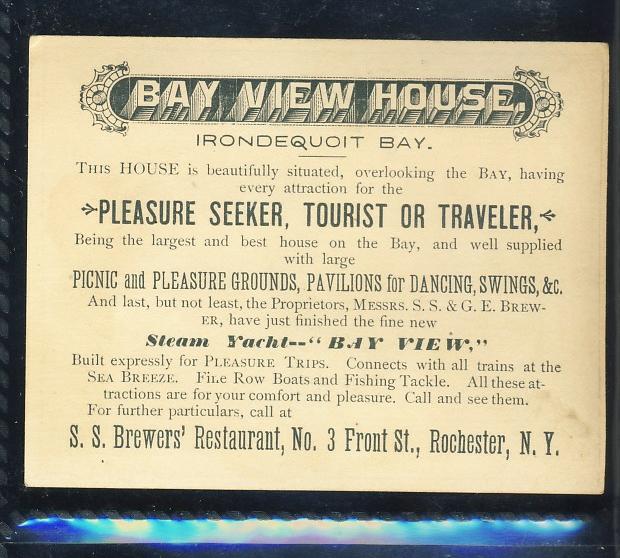 BAY VIEW HOUSE,
IRONDEQUOIT BAY.
THIS HOUSE is beautifully situated, overlooking the BAY, having
every attraction for the
PLEASURE SEEKER, TOURIST OR TRAVELER,
Being the largest and best house on the Bay, and well supplied
with large
PICNIC and PLEASURE GROUNDS, PAVILIONS for DANCING, SWINGS, &c.
And last, but not least, the Proprietors, MESSRS. S. S. & G. E. BREW-
ER, have just finished the fine new
Steam Yacht--"BAY VIEW,"
Built expressly for PLEASURE TRIPS. Connects with all trains at the
SEA BREEZE. File Row Boats and Fishing Tackle. All these at-
tractions are for your comfort and pleasure. Call and see them.
For further particulars, call at
S. S. Brewers' Restaurant, No. 3 Front St., Rochester, N. Y.